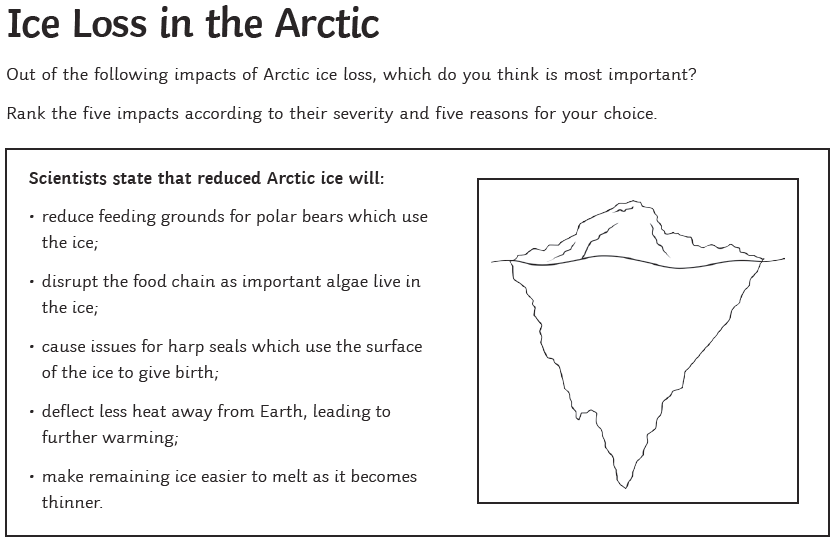 Ice Loss in the Arctic
Out of the following impacts of Arctic ice loss, which do you think is most important?
Rank the five impacts according to their severity and five reasons for your choice.
Scientists state that reduced Arctic ice will:
• reduce feeding grounds for polar bears which use
the ice;
• disrupt the food chain as important algae live in
the ice;
• cause issues for harp seals which use the surface
of the ice to give birth;
• deflect less heat away from Earth, leading to
further warming;
• make remaining ice easier to melt as it becomes
thinner.